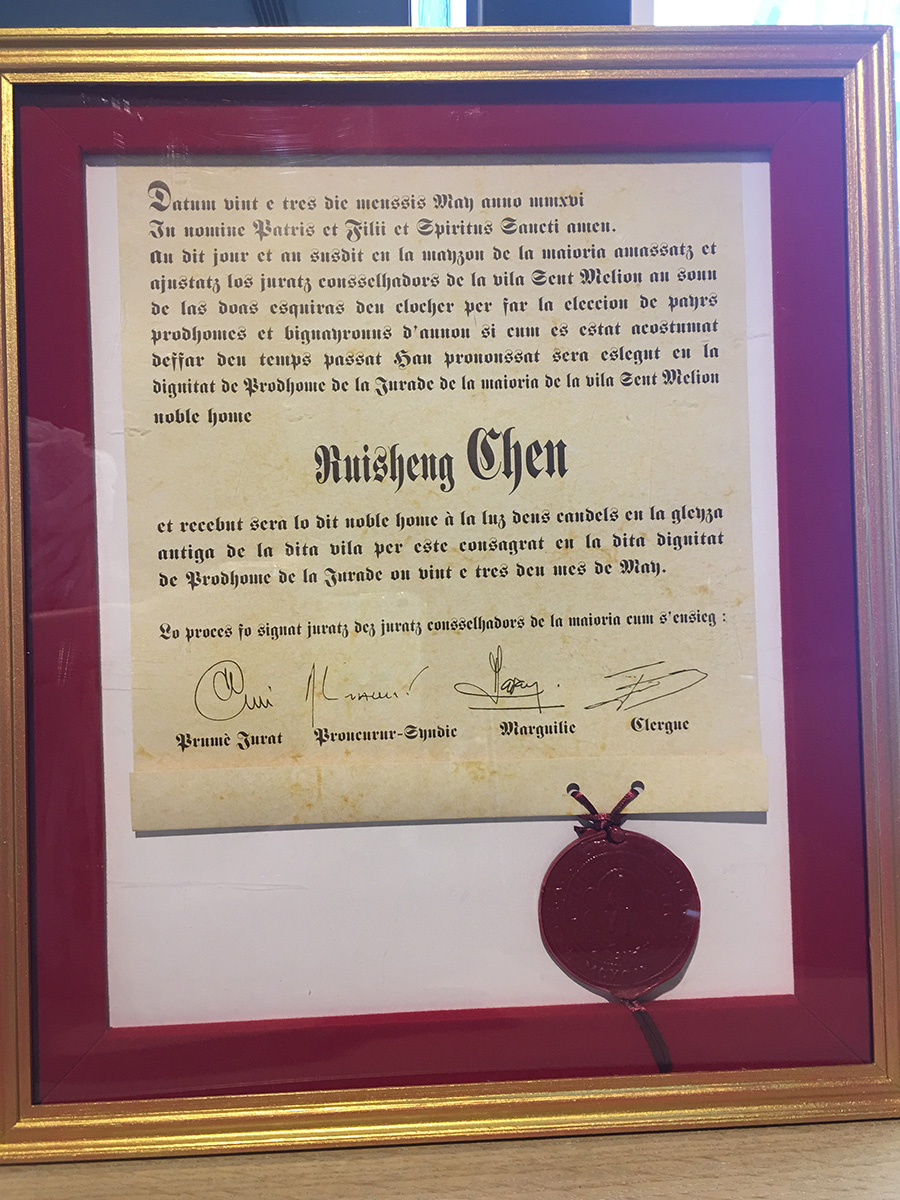 Datum vint e tres die menssis May anno mmxvi
In nomine Patris et Filii et Spiritus Sancti amen.
Au dit jour et au susdit en la mayzon de la maioria amassatz et
ajustatz los juratz consselhadors de la vila Sent Melion au sonn
de las doas esquiras deu clocher per far la eleccion de payrs
prodhomes et bignayronns d'annou si cum es estat acostumat
deffar deu temps passat Han pronoussat sera eslegut en la
dignitat de Prodhome de la Jurade de la maioria de la vila Sent Melion
noble home
Ruisheng Chen
et recebut sera lo dit noble home à la luz deus candels en la gleyza
antiga de la dita vila per este consagrat en la dita dignitat
de Prodhome de la Jurade ou vint e tres deu mes de May.
Lo proces fo signat juratz dez juratz consselhadors de la maioria cum s'ensieg :
Prumè Jurat Proucurur-Syndic Marguilie Clergue